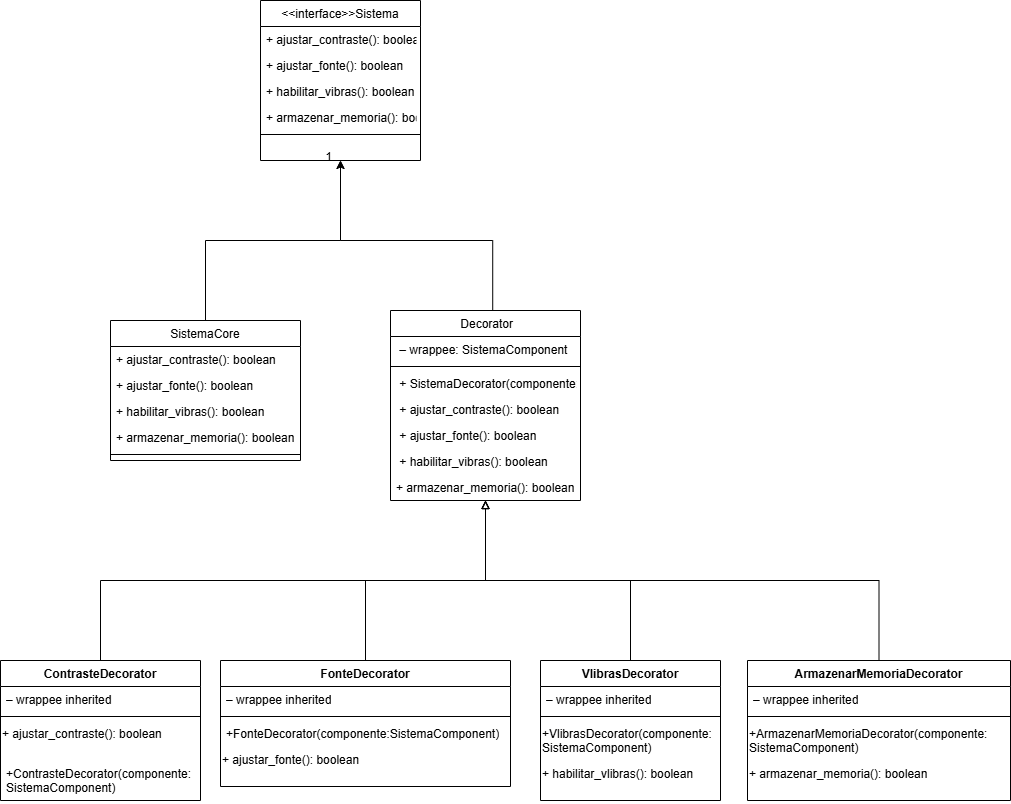 <<interface>>Sistema
+ ajustar_contraste(): boolea
+ ajustar_fonte(): boolean
+ habilitar_vibras(): boolean
+ armazenar_memoria(): bo
1
SistemaCore
+ ajustar_contraste(): boolean
+ ajustar_fonte(): boolean
+ habilitar_vibras(): boolean
+ armazenar_memoria(): boolean
Decorator
– wrappee: SistemaComponent
+ SistemaDecorator(componente
+ ajustar_contraste(): boolean
+ ajustar_fonte(): boolean
+ habilitar_vibras(): boolean
+ armazenar_memoria(): boolean
ContrasteDecorator
– wrappee inherited
+ ajustar_contraste(): boolean
+ContrasteDecorator(componente:
SistemaComponent)
FonteDecorator
– wrappee inherited
+FonteDecorator(componente:SistemaComponent)
+ ajustar_fonte(): boolean
VlibrasDecorator
– wrappee inherited
+VlibrasDecorator(componente:
SistemaComponent)
+ habilitar_vlibras(): boolean
ArmazenarMemoriaDecorator
– wrappee inherited
+ArmazenarMemoriaDecorator(componente:
SistemaComponent)
+ armazenar_memoria(): boolean